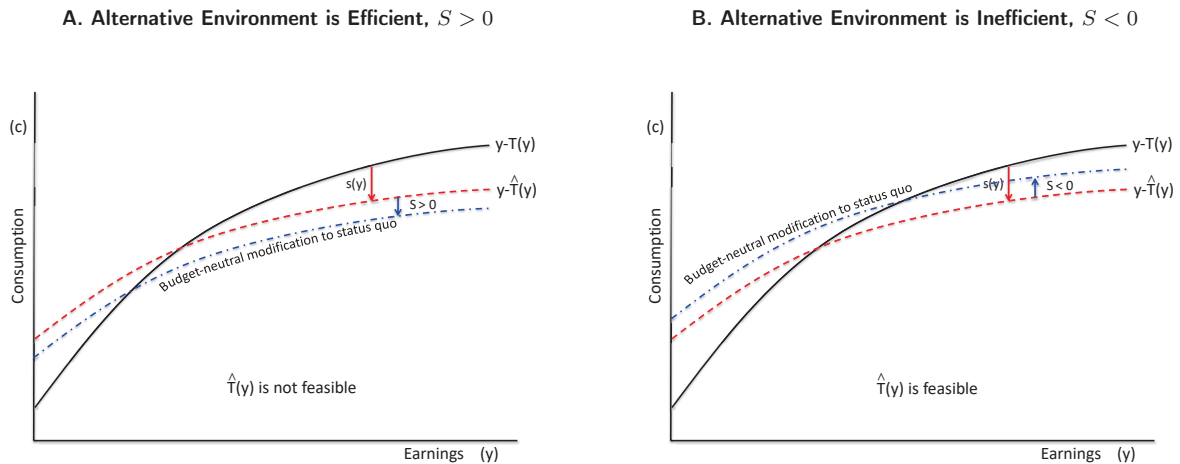 A. Alternative Environment is Efficient, S > 0
(c)
Consumption
y-T(y)
s(y)
y-T̂(y)
S > 0
Budget-neutral modification to status quo
T̂(y) is not feasible
Earnings (y)
B. Alternative Environment is Inefficient, S < 0
(c)
Consumption
y-T(y)
s(y)
S < 0
y-T̂(y)
Budget-neutral modification to status quo
T̂(y) is feasible
Earnings (y)